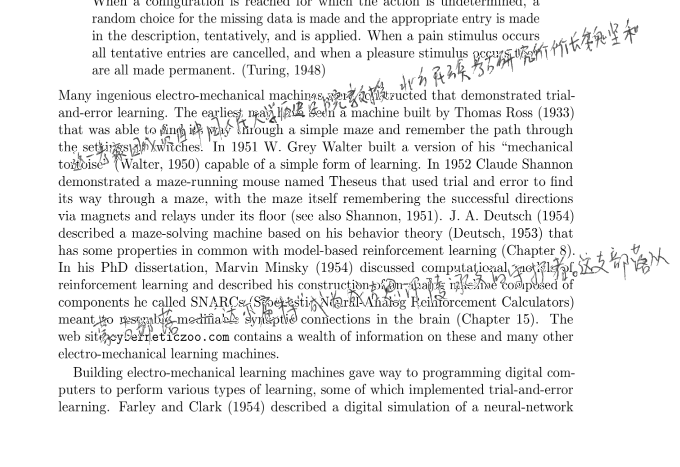 When a configuration is reached for which the action is undetermined, a
random choice for the missing data is made and the appropriate entry is made
in the description, tentatively, and is applied. When a pain stimulus occurs
all tentative entries are cancelled, and when a pleasure stimulus occurs
are all made permanent. (Turing, 1948)
Many ingenious electro-mechanical machines were constructed that demonstrated trial-
and-error learning. The earliest may have been a machine built by Thomas Ross (1933)
that was able to find its way through a simple maze and remember the path through
the settings of switches. In 1951 W. Grey Walter built a version of his “mechanical
tortoise” (Walter, 1950) capable of a simple form of learning. In 1952 Claude Shannon
demonstrated a maze-running mouse named Theseus that used trial and error to find
its way through a maze, with the maze itself remembering the successful directions
via magnets and relays under its floor (see also Shannon, 1951). J. A. Deutsch (1954)
described a maze-solving machine based on his behavior theory (Deutsch, 1953) that
has some properties in common with model-based reinforcement learning (Chapter 8).
In his PhD dissertation, Marvin Minsky (1954) discussed computational models of
reinforcement learning and described his construction of an analog machine composed of
components he called SNARCs (Stochastic Neural-Analog Reinforcement Calculators)
meant to resemble modifiable synaptic connections in the brain (Chapter 15). The
web site cyberneticzoo.com contains a wealth of information on these and many other
electro-mechanical learning machines.
Building electro-mechanical learning machines gave way to programming digital com-
puters to perform various types of learning, some of which implemented trial-and-error
learning. Farley and Clark (1954) described a digital simulation of a neural-network
这支部落从
蒙古部落